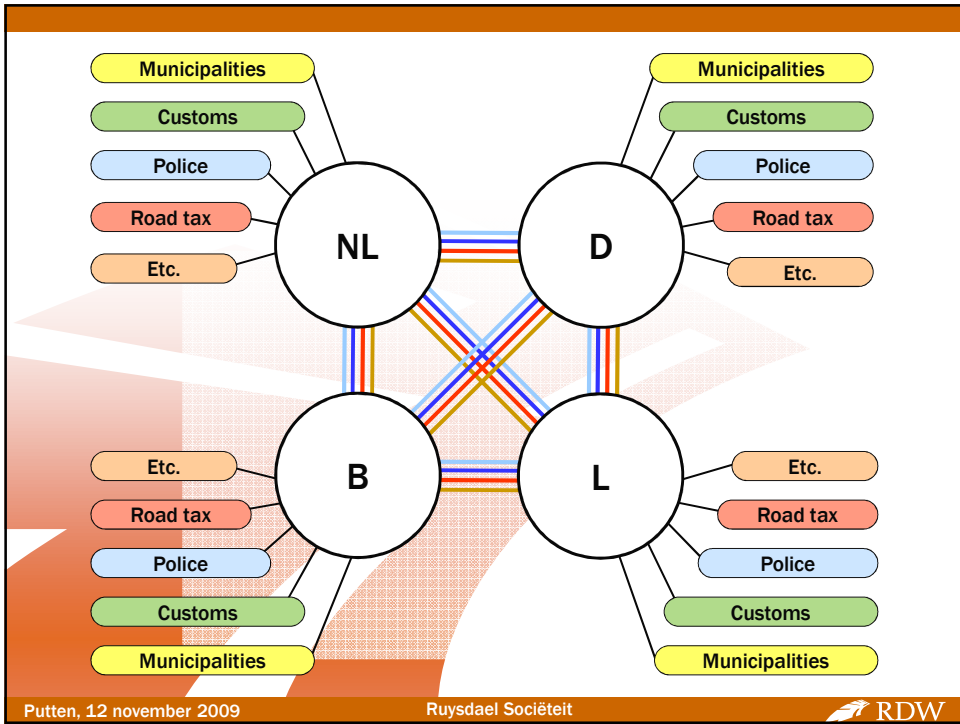 Municipalities
Customs
Police
Road tax
Etc.
NL
Municipalities
Customs
Police
Road tax
Etc.
D
Etc.
Road tax
Police
Customs
Municipalities
B
Etc.
Road tax
Police
Customs
Municipalities
L
Putten, 12 november 2009
Ruysdael Sociëteit
RDW